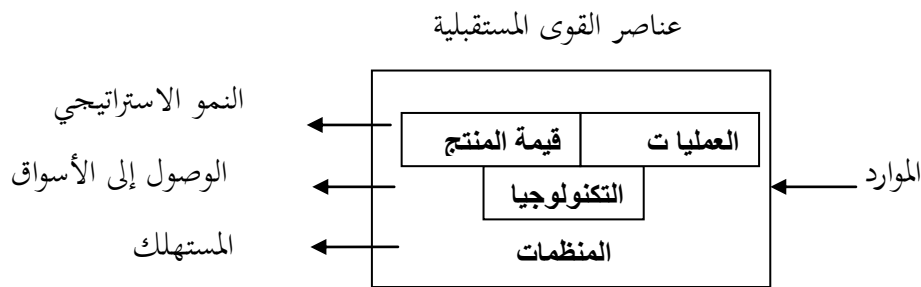 عناصر القوى المستقبلية
النمو الاستراتيجي
العمليا ت
قيمة المنتج
الموارد
التكنولوجيا
الوصول إلى الأسواق
المنظمات
المستهلك